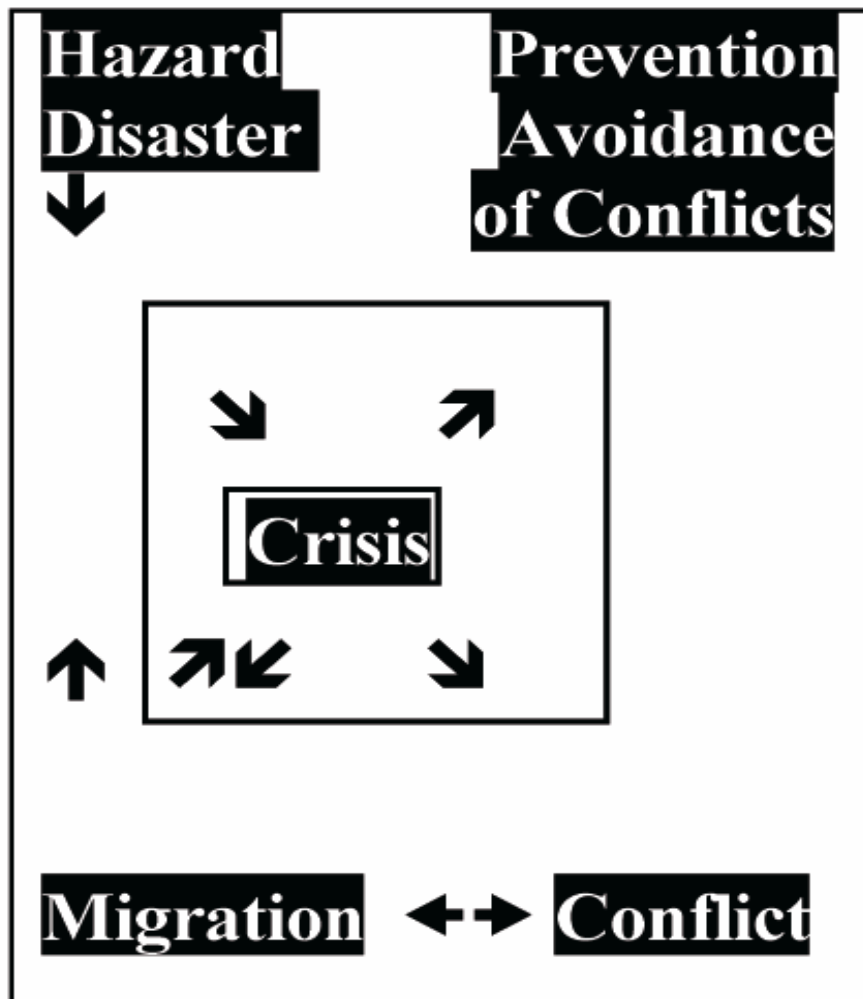 Hazard
Disaster
Prevention
Avoidance
of Conflicts
Crisis
Migration
Conflict